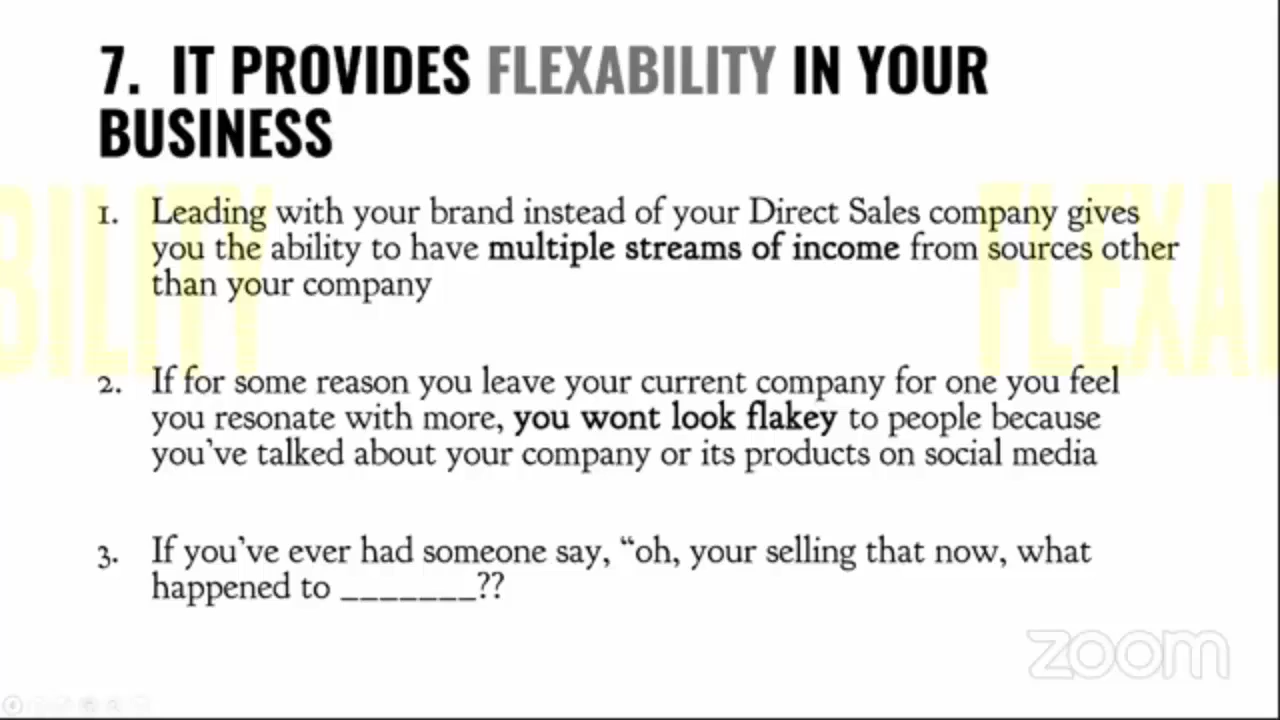 7. IT PROVIDES FLEXABILITY IN YOUR
BUSINESS
BILITY
FLEXA
1. Leading with your brand instead of your Direct Sales company gives
you the ability to have multiple streams of income from sources other
than your company
2. If for some reason you leave your current company for one you feel
you resonate with more, you wont look flakey to people because
you've talked about your company or its products on social media
3. If you've ever had someone say, “oh, your selling that now, what
happened to _______??
zoom